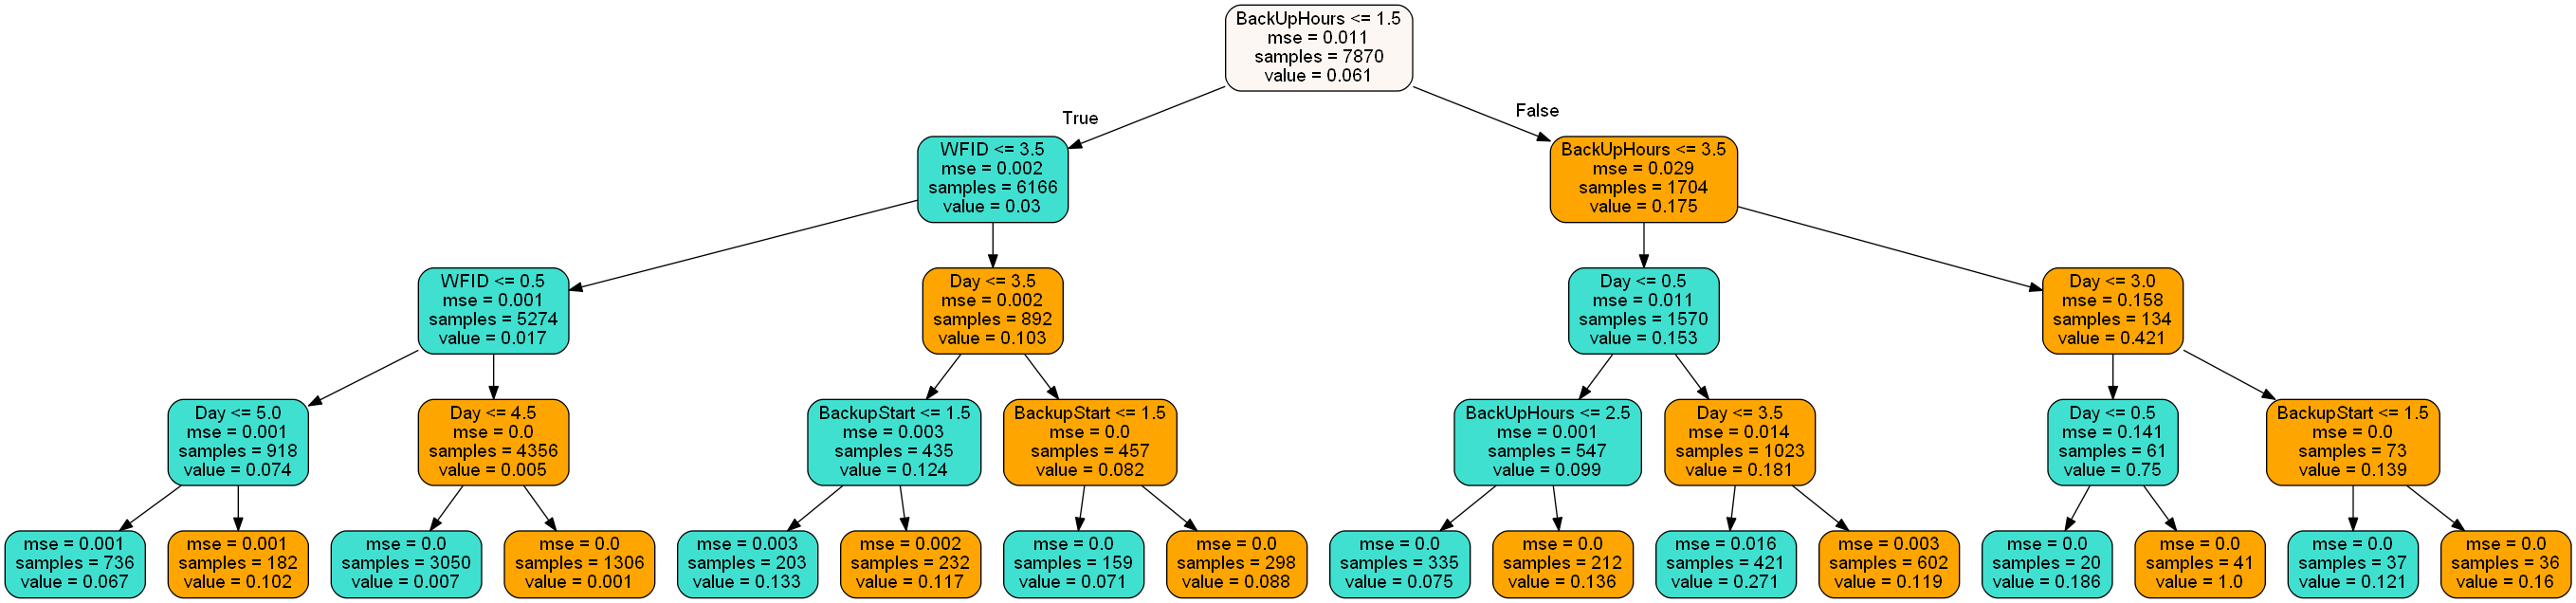 BackUpHours <= 1.5
mse = 0.011
samples = 7870
value = 0.061
True
False
WFID <= 3.5
mse = 0.002
samples = 6166
value = 0.03
BackUpHours <= 3.5
mse = 0.029
samples = 1704
value = 0.175
WFID <= 0.5
mse = 0.001
samples = 5274
value = 0.017
Day <= 3.5
mse = 0.002
samples = 892
value = 0.103
Day <= 0.5
mse = 0.011
samples = 1570
value = 0.153
Day <= 3.0
mse = 0.158
samples = 134
value = 0.421
Day <= 5.0
mse = 0.001
samples = 918
value = 0.074
Day <= 4.5
mse = 0.0
samples = 4356
value = 0.005
BackupStart <= 1.5
mse = 0.003
samples = 435
value = 0.124
BackupStart <= 1.5
mse = 0.0
samples = 457
value = 0.082
BackUpHours <= 2.5
mse = 0.001
samples = 547
value = 0.099
Day <= 3.5
mse = 0.014
samples = 1023
value = 0.181
Day <= 0.5
mse = 0.141
samples = 61
value = 0.75
BackupStart <= 1.5
mse = 0.0
samples = 73
value = 0.139
mse = 0.001
samples = 736
value = 0.067
mse = 0.001
samples = 182
value = 0.102
mse = 0.0
samples = 3050
value = 0.007
mse = 0.0
samples = 1306
value = 0.001
mse = 0.003
samples = 203
value = 0.133
mse = 0.002
samples = 232
value = 0.117
mse = 0.0
samples = 159
value = 0.071
mse = 0.0
samples = 298
value = 0.088
mse = 0.0
samples = 335
value = 0.075
mse = 0.0
samples = 212
value = 0.136
mse = 0.016
samples = 421
value = 0.271
mse = 0.003
samples = 602
value = 0.119
mse = 0.0
samples = 20
value = 0.186
mse = 0.0
samples = 41
value = 1.0
mse = 0.0
samples = 37
value = 0.121
mse = 0.0
samples = 36
value = 0.16